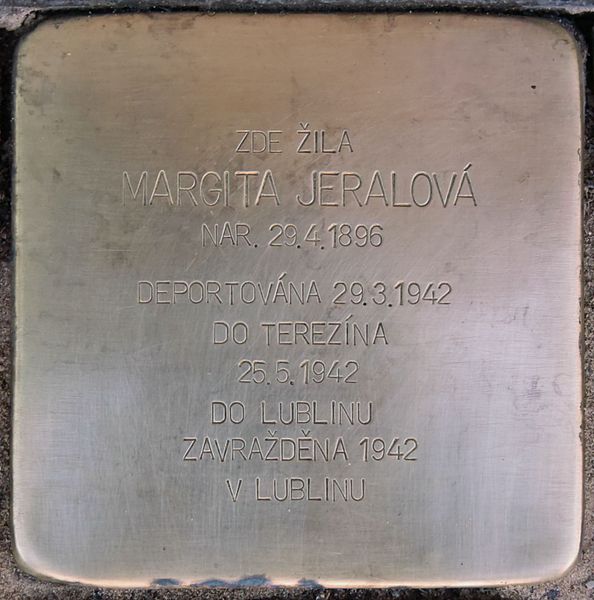 ZDE ŽILA
MARGITA JERALOVÁ
NAR. 29.4.1896
DEPORTOVÁNA 29.3.1942
DO TEREZÍNA
25.5.1942
DO LUBLINU
ZAVRAŽDĚNA 1942
V LUBLINU